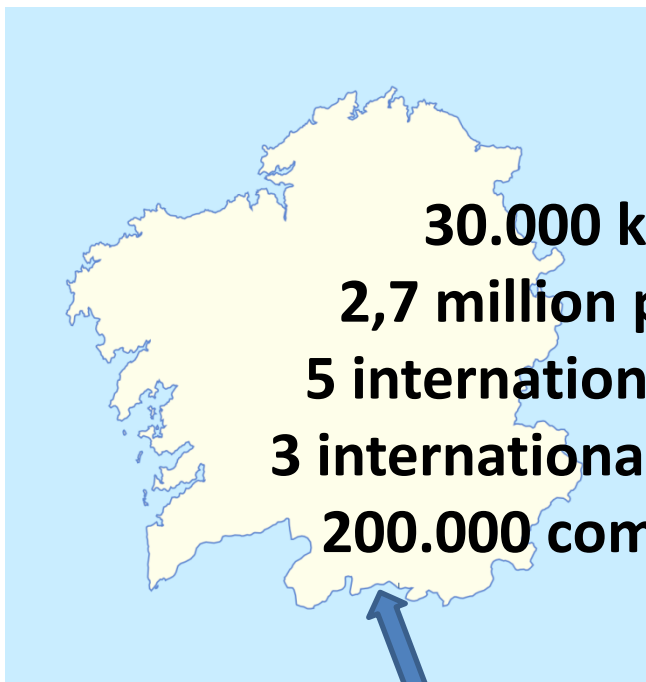 30.000 k
2,7 million p
5 internation
3 internationa
200.000 com